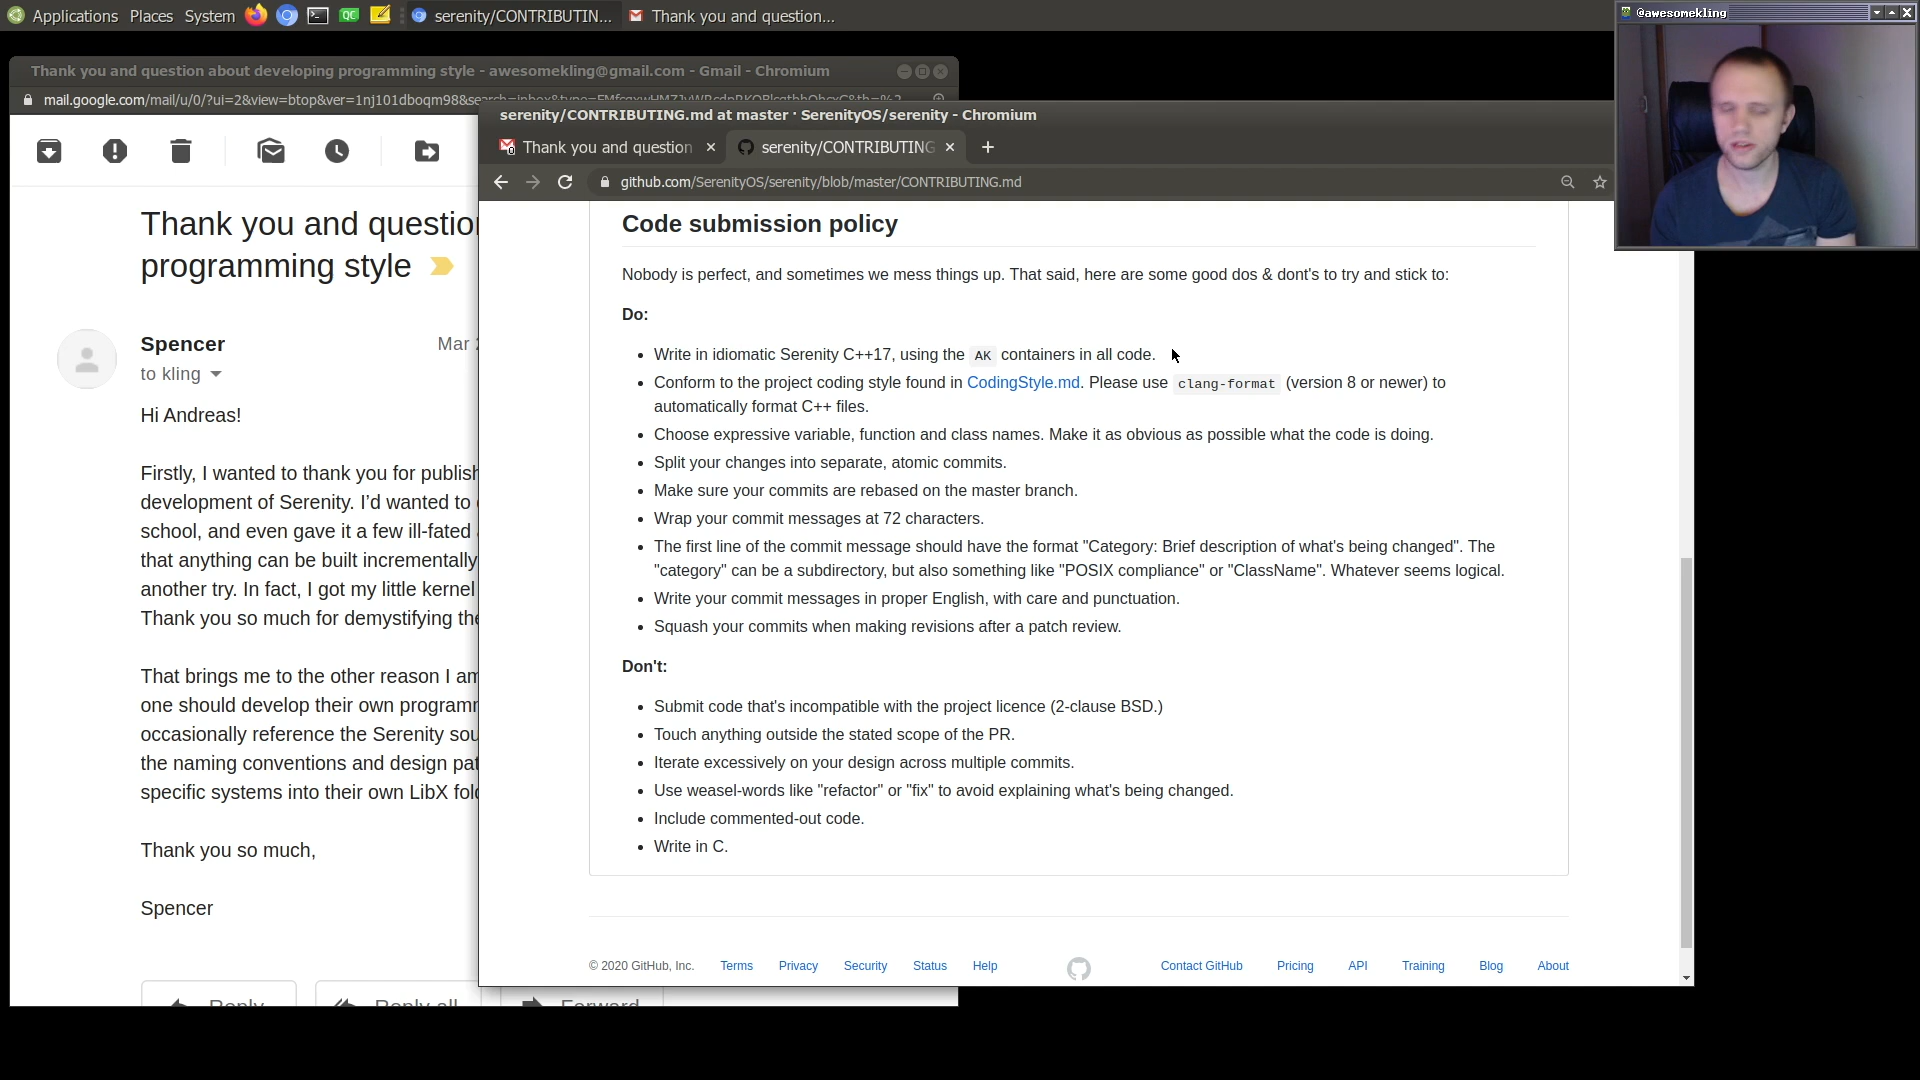 Applications Places System
serenity/CONTRIBUTIN...
Thank you and question...
@awesomekling
Thank you and question about developing programming style - awesomekling@gmail.com - Gmail - Chromium
mail.google.com/mail/u/0/?ui=2&view=btop&ver=1nj101dboqm98&
Thank you and question
programming style
Spencer
Mar
to kling
Hi Andreas!
Firstly, I wanted to thank you for publish
development of Serenity. I'd wanted to
school, and even gave it a few ill-fated
that anything can be built incrementally
another try. In fact, I got my little kernel
Thank you so much for demystifying the
That brings me to the other reason I am
one should develop their own programm
occasionally reference the Serenity sou
the naming conventions and design pat
specific systems into their own LibX fol
Thank you so much,
Spencer
Reply
Reply all
Forward
serenity/CONTRIBUTING.md at master · SerenityOS/serenity - Chromium
Thank you and question
serenity/CONTRIBUTING
github.com/SerenityOS/serenity/blob/master/CONTRIBUTING.md
Code submission policy
Nobody is perfect, and sometimes we mess things up. That said, here are some good dos & dont's to try and stick to:
Do:
• Write in idiomatic Serenity C++17, using the AK containers in all code.
• Conform to the project coding style found in CodingStyle.md. Please use clang-format (version 8 or newer) to
automatically format C++ files.
• Choose expressive variable, function and class names. Make it as obvious as possible what the code is doing.
• Split your changes into separate, atomic commits.
• Make sure your commits are rebased on the master branch.
• Wrap your commit messages at 72 characters.
• The first line of the commit message should have the format "Category: Brief description of what's being changed". The
"category" can be a subdirectory, but also something like "POSIX compliance" or "ClassName". Whatever seems logical.
• Write your commit messages in proper English, with care and punctuation.
• Squash your commits when making revisions after a patch review.
Don't:
• Submit code that's incompatible with the project licence (2-clause BSD.)
• Touch anything outside the stated scope of the PR.
• Iterate excessively on your design across multiple commits.
• Use weasel-words like "refactor" or "fix" to avoid explaining what's being changed.
• Include commented-out code.
• Write in C.
© 2020 GitHub, Inc. Terms Privacy Security Status Help
Contact GitHub Pricing API Training Blog About